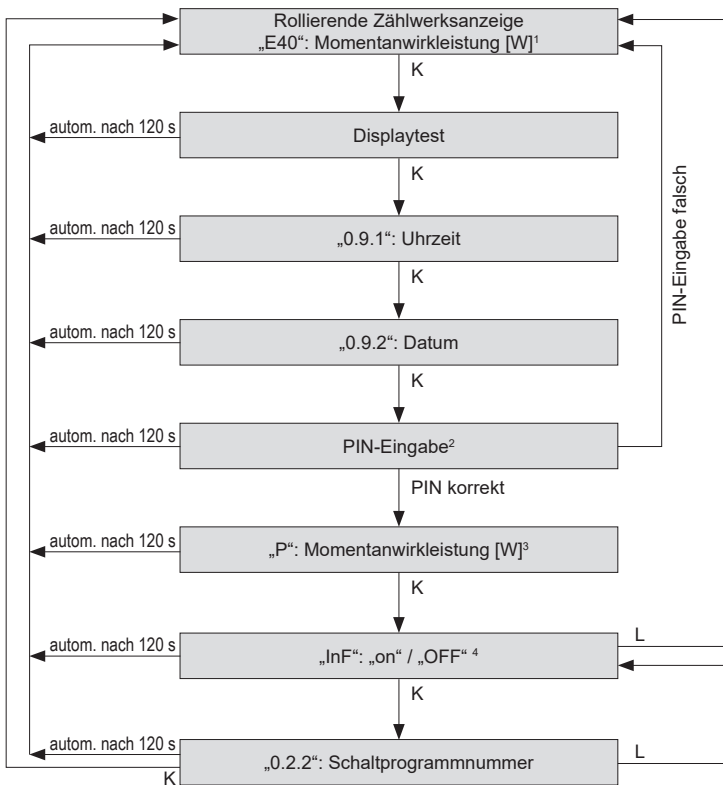 Rollierende Zählwerksanzeige
„E40“: Momentanwirkleistung [W]¹
K
autom. nach 120 s
Displaytest
K
autom. nach 120 s
„0.9.1“: Uhrzeit
K
autom. nach 120 s
„0.9.2“: Datum
K
PIN-Eingabe falsch
autom. nach 120 s
PIN-Eingabe²
PIN korrekt
autom. nach 120 s
„P“: Momentanwirkleistung [W]³
K
autom. nach 120 s
„InF“: „on“ / „OFF“ ⁴
L
K
autom. nach 120 s
„0.2.2“: Schaltprogrammnummer
L
K